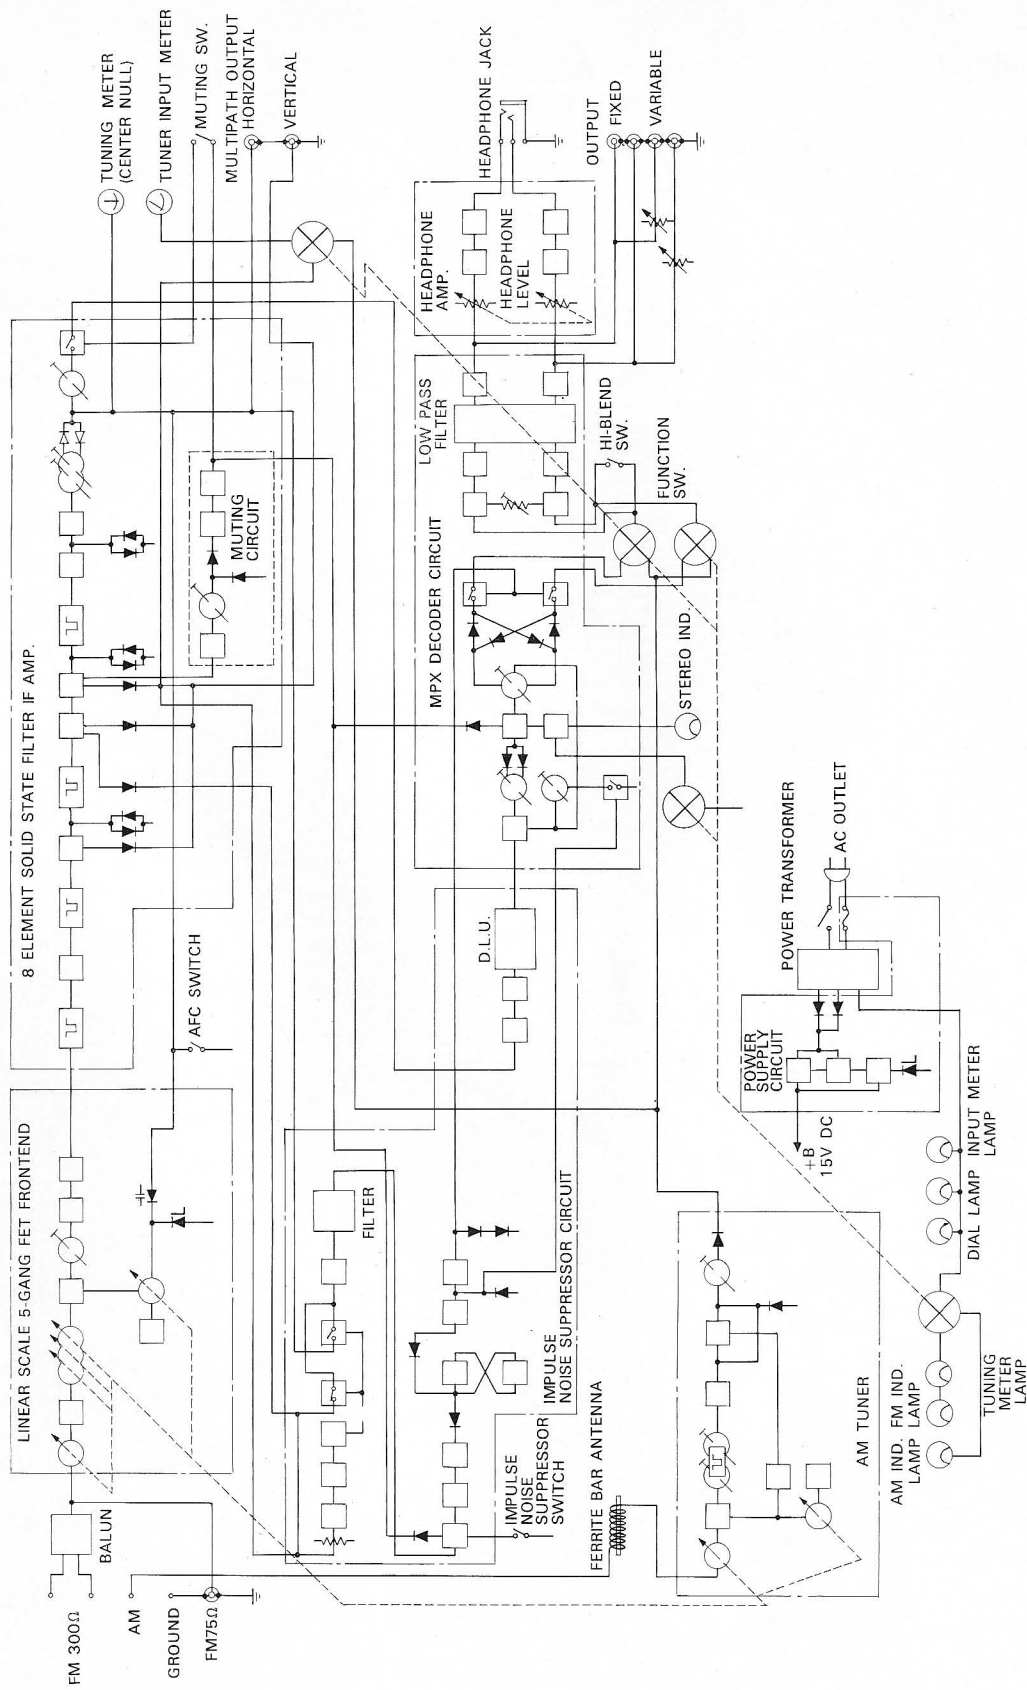 FM 300Ω
AM
GROUND
FM75Ω
BALUN
LINEAR SCALE 5-GANG FET FRONTEND
8 ELEMENT SOLID STATE FILTER IF AMP.
AFC SWITCH
MUTING
CIRCUIT
TUNING METER
(CENTER NULL)
TUNER INPUT METER
MUTING SW.
MULTIPATH OUTPUT
HORIZONTAL
VERTICAL
FILTER
IMPULSE
NOISE SUPPRESSOR CIRCUIT
IMPULSE
NOISE
SUPPRESSOR
SWITCH
D.L.U.
MPX DECODER CIRCUIT
LOW PASS
FILTER
HEADPHONE
AMP.
HEADPHONE
LEVEL
HEADPHONE JACK
OUTPUT
FIXED
VARIABLE
HI-BLEND
SW.
FUNCTION
SW.
STEREO IND.
FERRITE BAR ANTENNA
AM TUNER
POWER TRANSFORMER
AC OUTLET
POWER
SUPPLY
CIRCUIT
+B
15V DC
AM IND.
LAMP
FM IND.
LAMP
TUNING
METER
LAMP
DIAL LAMP
INPUT METER
LAMP